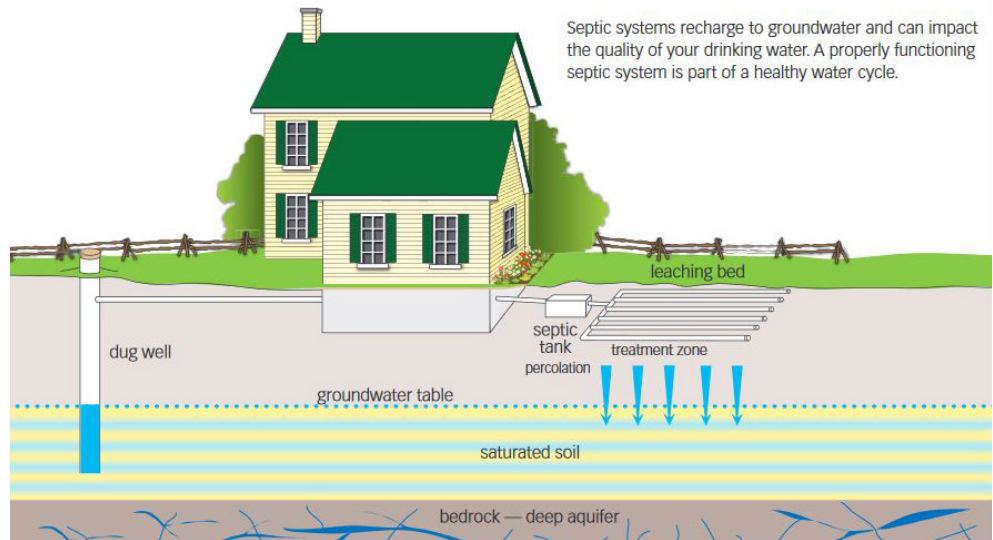 Septic systems recharge to groundwater and can impact
the quality of your drinking water. A properly functioning
septic system is part of a healthy water cycle.
leaching bed
dug well
septic
tank
percolation
treatment zone
groundwater table
saturated soil
bedrock — deep aquifer